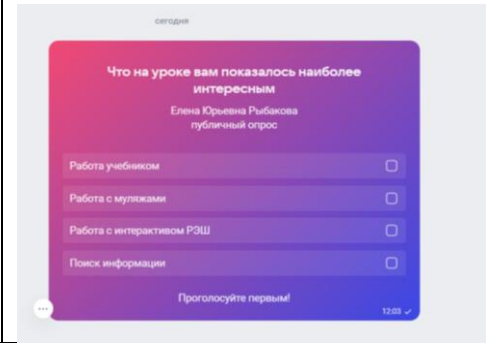 сегодня
Что на уроке вам показалось наиболее
интересным
Елена Юрьевна Рыбакова
публичный опрос
Работа учебником
Работа с муляжами
Работа с интерактивом РЭШ
Поиск информации
Проголосуйте первым!
12:03